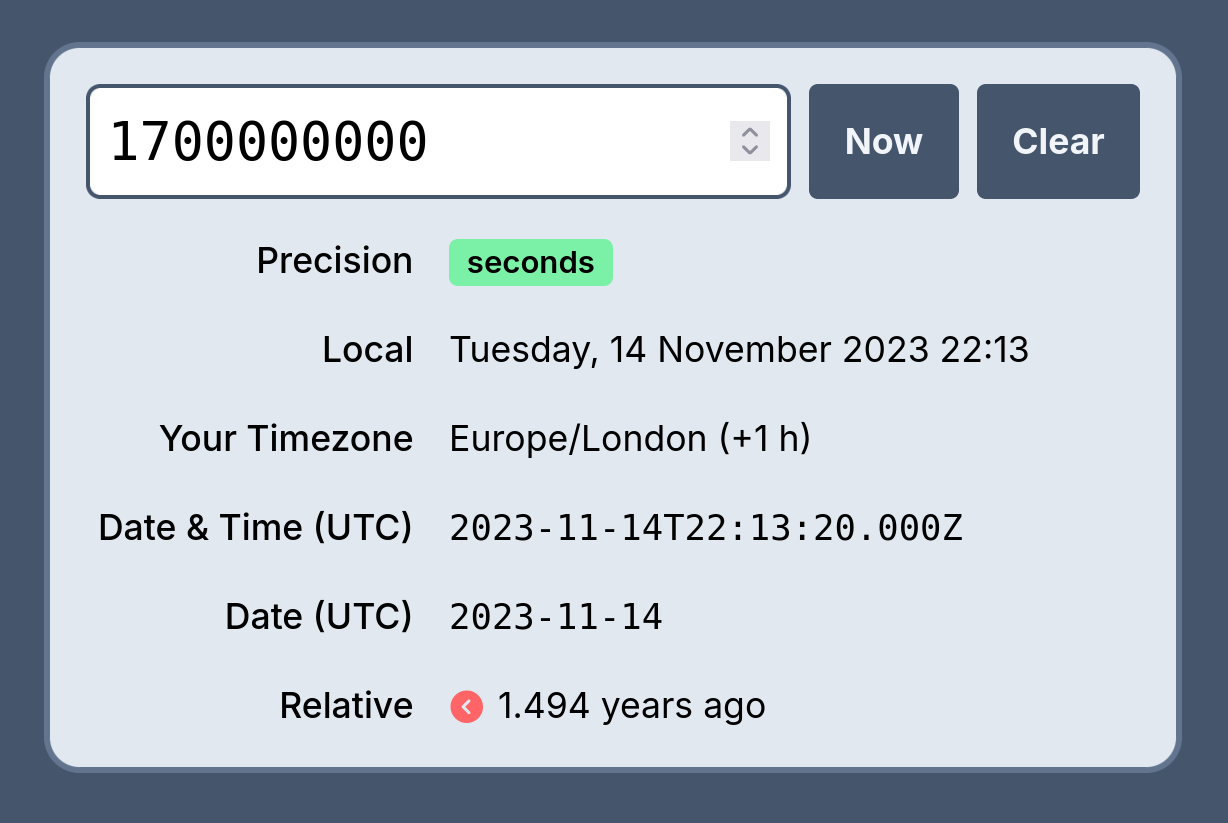 1700000000 Now Clear
Precision seconds
Local Tuesday, 14 November 2023 22:13
Your Timezone Europe/London (+1 h)
Date & Time (UTC) 2023-11-14T22:13:20.000Z
Date (UTC) 2023-11-14
Relative 1.494 years ago